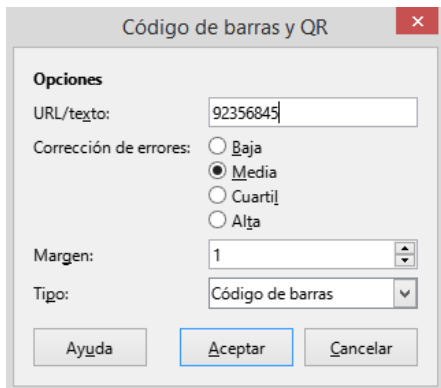 Código de barras y QR
Opciones
URL/texto: 92356845
Corrección de errores: Baja
Media
Cuartil
Alta
Margen: 1
Tipo: Código de barras
Ayuda Aceptar Cancelar